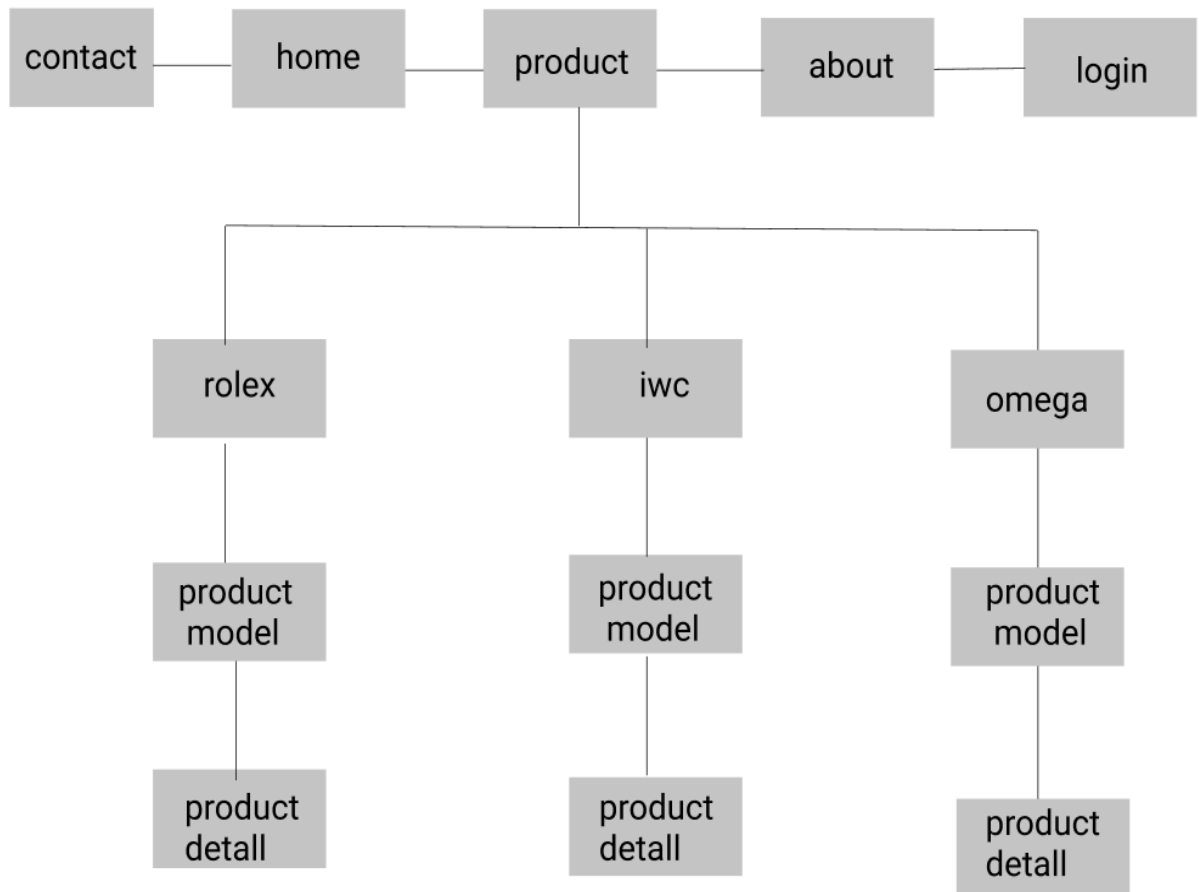 contact
home
product
about
login
rolex
iwc
omega
product
model
product
model
product
model
product
detall
product
detall
product
detall